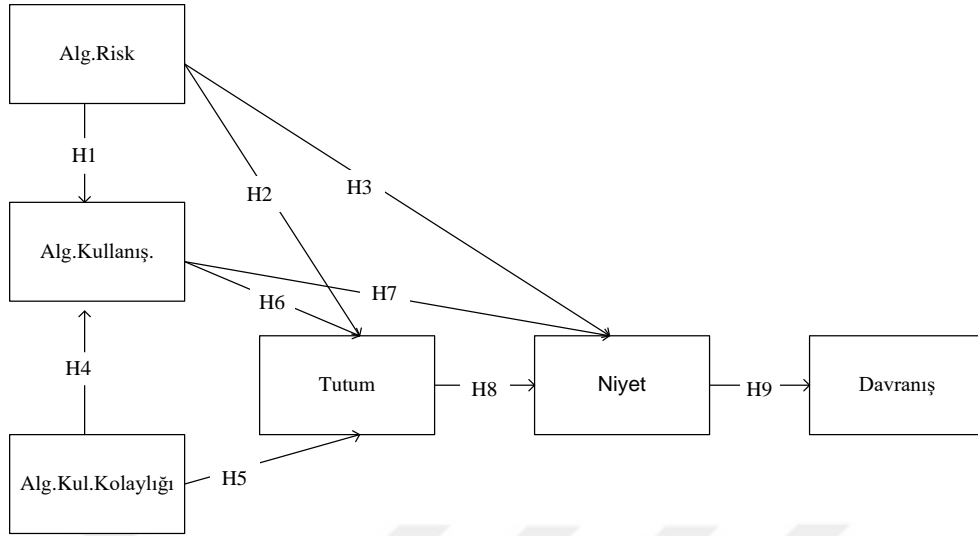 Alg.Risk
H1
H2
H3
Alg.Kullanış.
H6
H7
H4
Tutum
H8
Niyet
H9
Davranış
Alg.Kul.Kolaylığı
H5